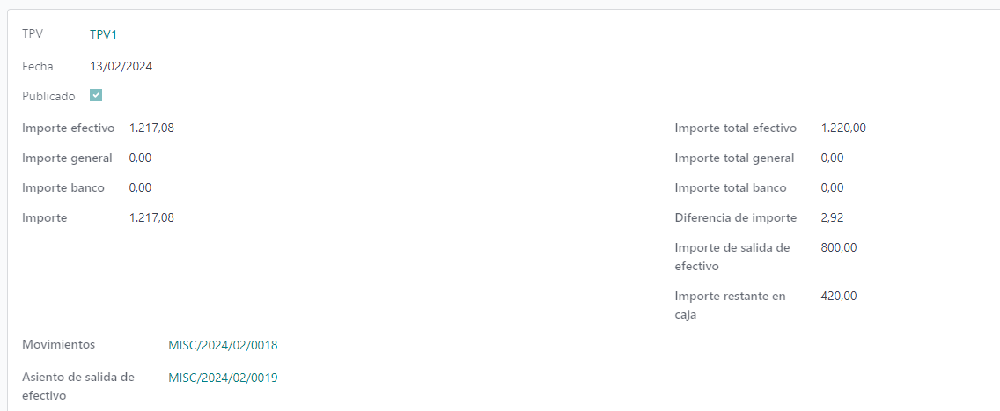 TPV TPV1
Fecha 13/02/2024
Publicado
Importe efectivo 1.217,08
Importe general 0,00
Importe banco 0,00
Importe 1.217,08
Importe total efectivo 1.220,00
Importe total general 0,00
Importe total banco 0,00
Diferencia de importe 2,92
Importe de salida de 800,00
efectivo
Importe restante en 420,00
caja
Movimientos MISC/2024/02/0018
Asiento de salida de MISC/2024/02/0019
efectivo